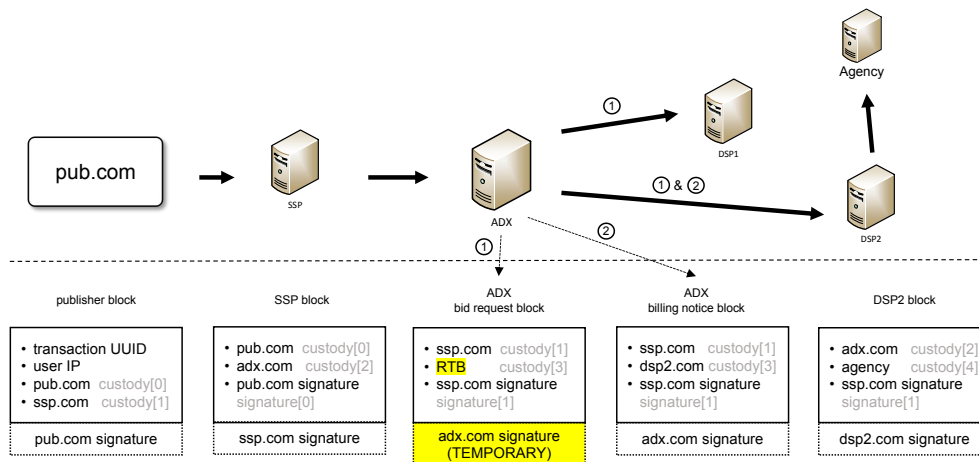 Agency
①
DSP1
pub.com
SSP
ADX
① & ②
DSP2
①
②
publisher block
SSP block
ADX
bid request block
ADX
billing notice block
DSP2 block
• transaction UUID
• user IP
• pub.com custody[0]
• ssp.com custody[1]
pub.com signature
• pub.com custody[0]
• adx.com custody[2]
• pub.com signature
signature[0]
ssp.com signature
• ssp.com custody[1]
• RTB custody[3]
• ssp.com signature
signature[1]
adx.com signature
(TEMPORARY)
• ssp.com custody[1]
• dsp2.com custody[3]
• ssp.com signature
signature[1]
adx.com signature
• adx.com custody[2]
• agency custody[4]
• ssp.com signature
signature[1]
dsp2.com signature